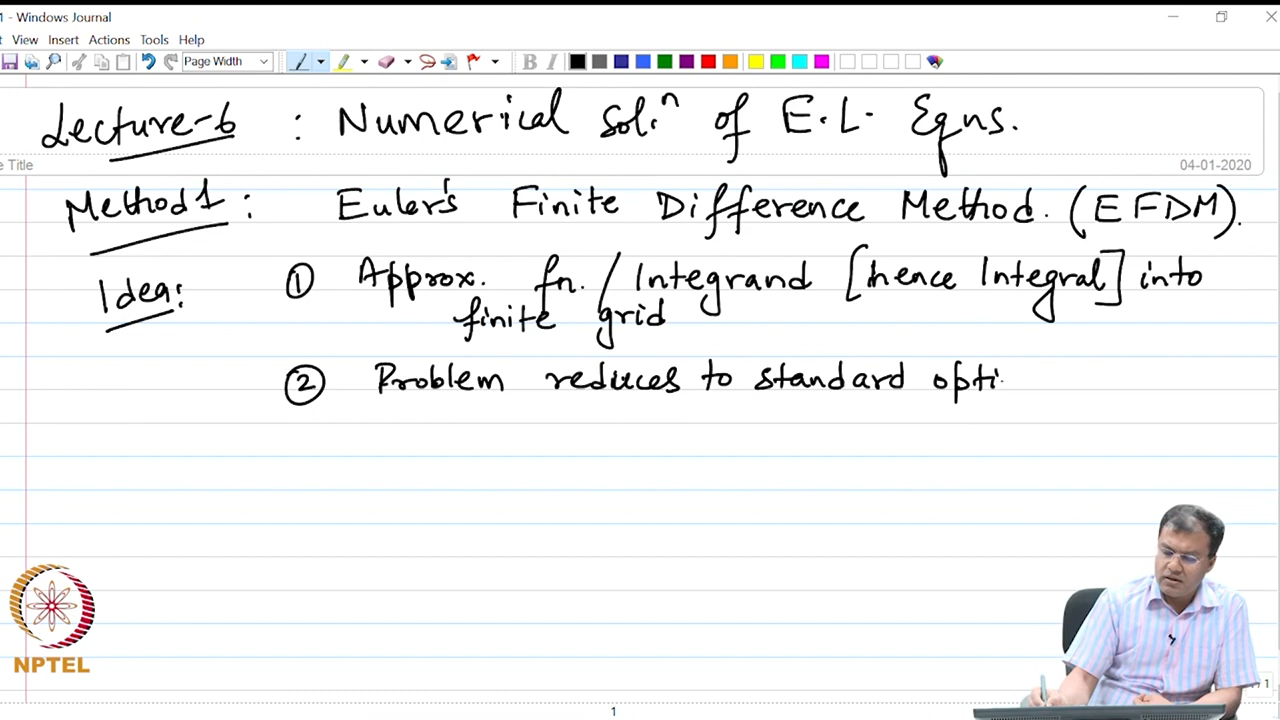 1 - Windows Journal
t View Insert Actions Tools Help
Page Width
B I
Lecture-6 : Numerical Sol.ⁿ of E.L. Eqns.
e Title
04-01-2020
Method 1 : Euler's Finite Difference Method. (EFDM).
Idea: ① Approx. fn. / Integrand [hence Integral] into
finite grid
② Problem reduces to standard opti
NPTEL
1